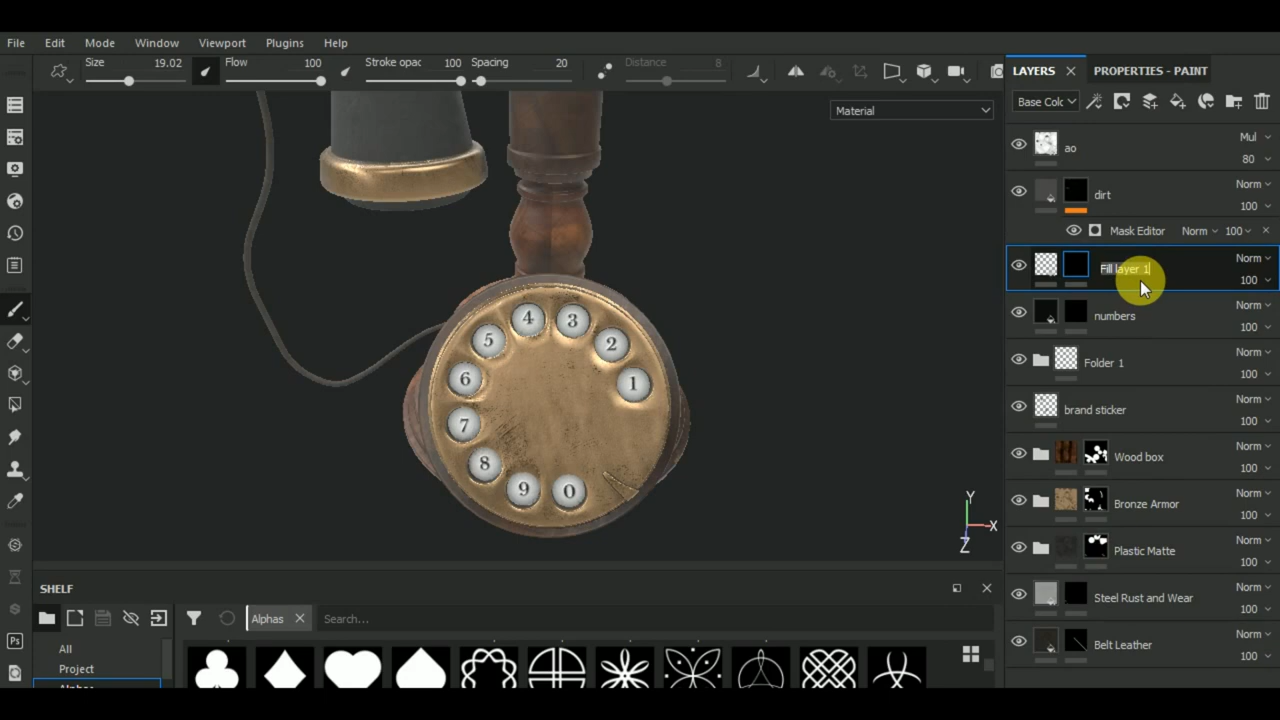 File Edit Mode Window Viewport Plugins Help
Size 19.02 Flow 100 Stroke opac 100 Spacing 20 Distance 8
LAYERS PROPERTIES - PAINT
Base Colo
Material
ao Mul 80
dirt Norm 100
Mask Editor Norm 100
Fill layer 1 Norm 100
numbers Norm 100
Folder 1 Norm 100
brand sticker Norm 100
Wood box Norm 100
Bronze Armor Norm 100
Plastic Matte Norm 100
Steel Rust and Wear Norm 100
Belt Leather Norm 100
4 3
5 2
6 1
7
8
9 0
Y
X
Z
SHELF
Alphas Search...
All
Project
Alphas
Ps